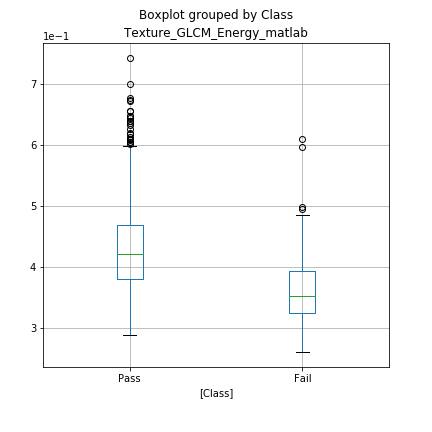 Boxplot grouped by Class
Texture_GLCM_Energy_matlab
1e−1
7
6
5
4
3
Pass Fail
[Class]